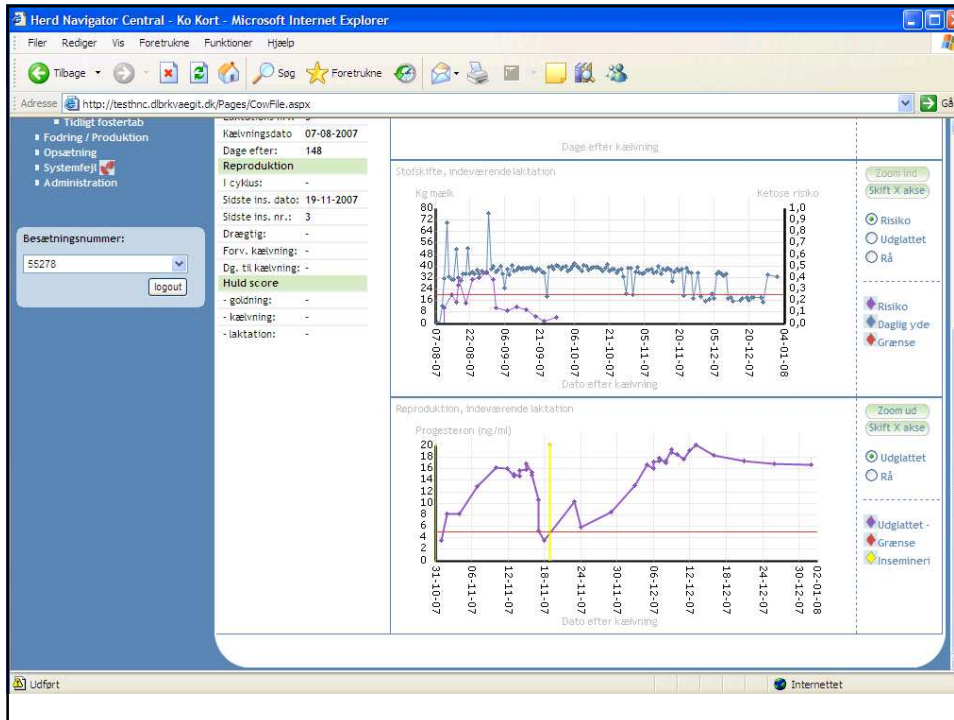 Herd Navigator Central - Ko Kort - Microsoft Internet Explorer
Filer Rediger Vis Foretrukne Funktioner Hjælp
Tilbage Søg Foretrukne
Adresse http://testhnc.dlbrkvaegit.dk/Pages/CowFile.aspx Gå
Tidligt fostertab
Fodring / Produktion
Opsætning
Systemfejl
Administration
Besætningsnummer:
55278
logout
Kælvningsdato 07-08-2007
Dage efter: 148
Reproduktion
I cyklus: -
Sidste ins. dato: 19-11-2007
Sidste ins. nr.: 3
Drægtig: -
Forv. kælvning: -
Dg. til kælvning: -
Huld score
- goldning: -
- kælvning: -
- laktation: -
Dage efter kælvning
Stofskifte, indeværende laktation
Kg mælk Ketose risiko
80 1,0
72 0,9
64 0,8
56 0,7
48 0,6
40 0,5
32 0,4
24 0,3
16 0,2
8 0,1
0 0,0
07-08-07 22-08-07 06-09-07 21-09-07 06-10-07 21-10-07 05-11-07 20-11-07 05-12-07 20-12-07 04-01-08
Dato efter kælvning
Zoom ind
Skift X akse
Risiko
Udglattet
Rå
Risiko
Daglig yde
Grænse
Reproduktion, indeværende laktation
Progesteron (ng/ml)
20
18
16
14
12
10
8
6
4
2
0
31-10-07 06-11-07 12-11-07 18-11-07 24-11-07 30-11-07 06-12-07 12-12-07 18-12-07 24-12-07 30-12-07 02-01-08
Dato efter kælvning
Zoom ud
Skift X akse
Udglattet
Rå
Udglattet -
Grænse
Insemineri
Udført Internettet